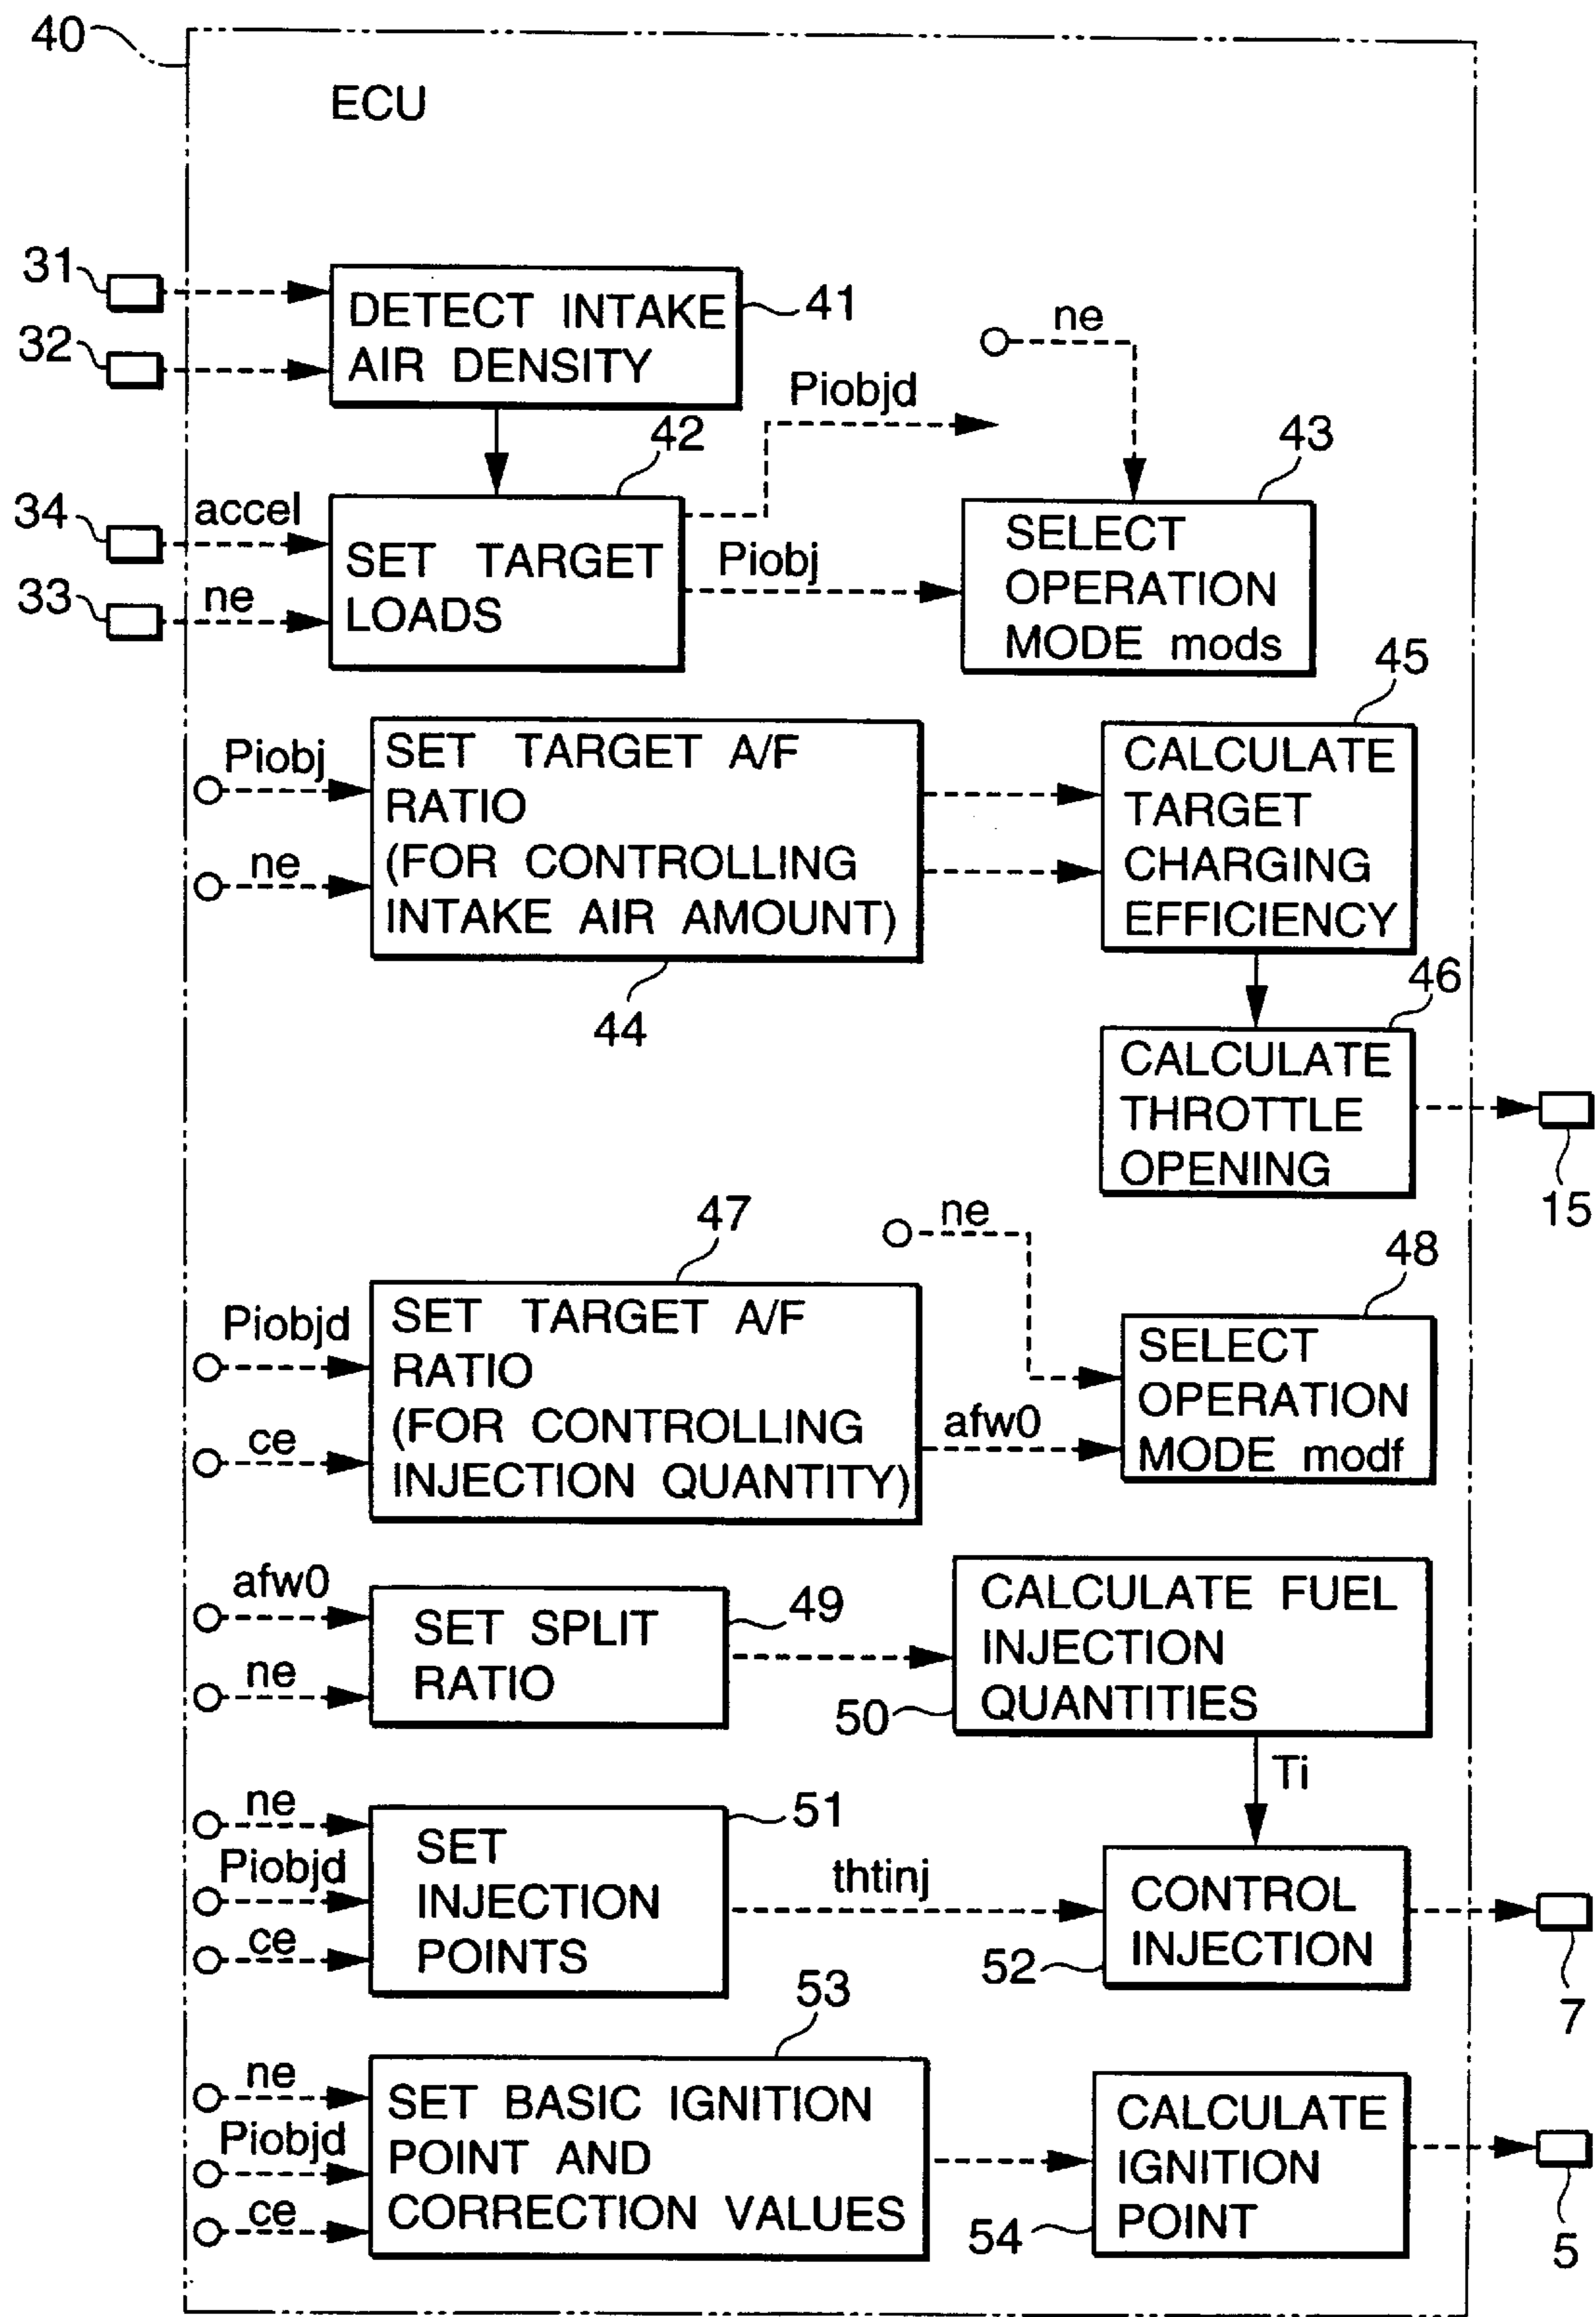 40
ECU
31
DETECT INTAKE
AIR DENSITY
41
32
ne
Piobjd
42
43
34
accel
SET TARGET
LOADS
Piobj
SELECT
OPERATION
MODE mods
33
ne
45
Piobj
SET TARGET A/F
RATIO
(FOR CONTROLLING
INTAKE AIR AMOUNT)
ne
44
CALCULATE
TARGET
CHARGING
EFFICIENCY
46
CALCULATE
THROTTLE
OPENING
15
47
ne
48
Piobjd
SET TARGET A/F
RATIO
(FOR CONTROLLING
INJECTION QUANTITY)
ce
afw0
SELECT
OPERATION
MODE modf
afw0
ne
SET SPLIT
RATIO
49
CALCULATE FUEL
INJECTION
QUANTITIES
50
Ti
ne
Piobjd
ce
SET
INJECTION
POINTS
51
thtinj
CONTROL
INJECTION
52
7
53
ne
Piobjd
ce
SET BASIC IGNITION
POINT AND
CORRECTION VALUES
CALCULATE
IGNITION
POINT
54
5